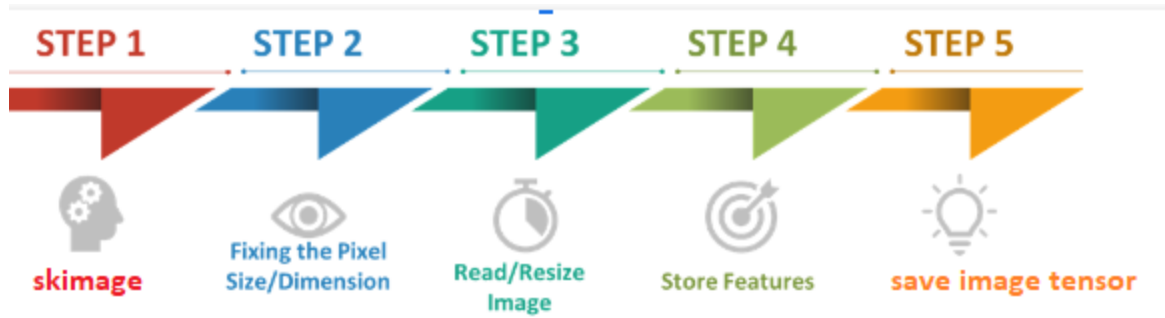 STEP 1
STEP 2
STEP 3
STEP 4
STEP 5
skimage
Fixing the Pixel
Size/Dimension
Read/Resize
Image
Store Features
save image tensor